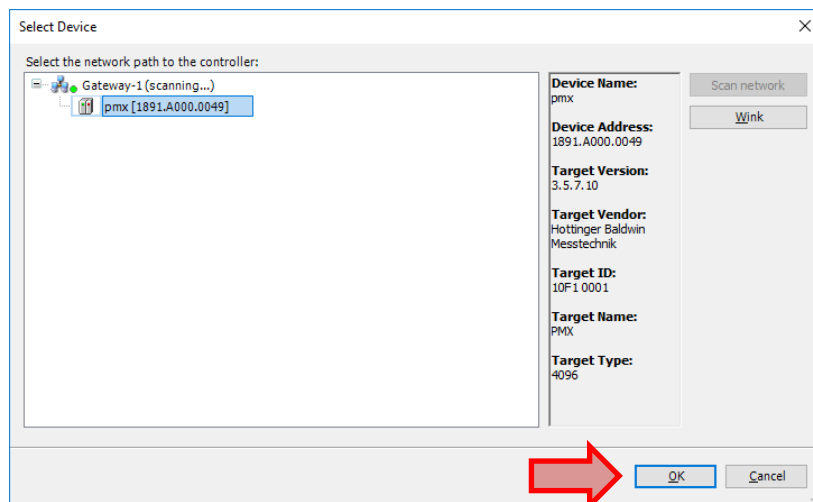 Select Device
Select the network path to the controller:
Gateway-1 (scanning...)
pmx [1891.A000.0049]
Device Name:
pmx
Device Address:
1891.A000.0049
Target Version:
3.5.7.10
Target Vendor:
Hottinger Baldwin
Messtechnik
Target ID:
10F1 0001
Target Name:
PMX
Target Type:
4096
Scan network
Wink
OK
Cancel